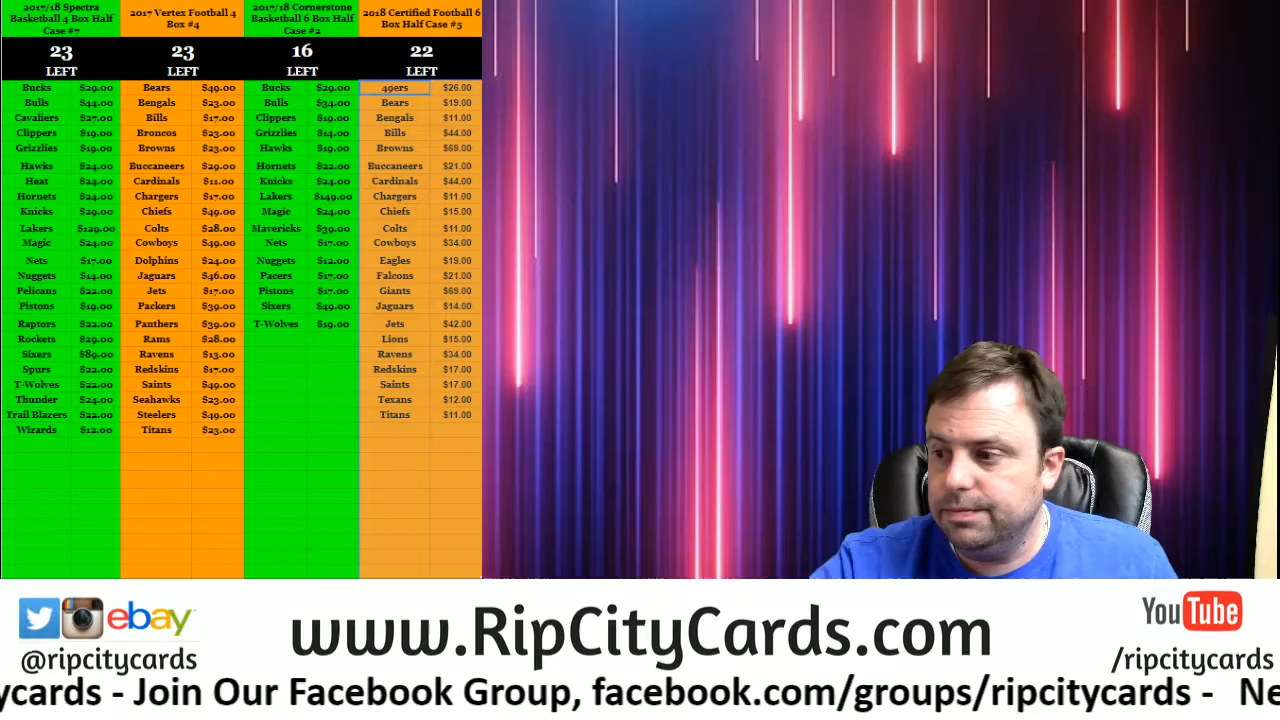 2017/18 Spectra
Basketball 4 Box Half
Case #7
23
LEFT
Bucks $29.00
Bulls $44.00
Cavaliers $27.00
Clippers $19.00
Grizzlies $19.00
Hawks $24.00
Heat $24.00
Hornets $24.00
Knicks $29.00
Lakers $129.00
Magic $24.00
Nets $17.00
Nuggets $14.00
Pelicans $22.00
Pistons $19.00
Raptors $22.00
Rockets $29.00
Sixers $89.00
Spurs $22.00
T-Wolves $22.00
Thunder $24.00
Trail Blazers $22.00
Wizards $12.00
2017 Vertex Football 4
Box #4
23
LEFT
Bears $49.00
Bengals $23.00
Bills $17.00
Broncos $23.00
Browns $23.00
Buccaneers $29.00
Cardinals $11.00
Chargers $17.00
Chiefs $49.00
Colts $28.00
Cowboys $49.00
Dolphins $24.00
Jaguars $46.00
Jets $17.00
Packers $39.00
Panthers $39.00
Rams $28.00
Ravens $13.00
Redskins $17.00
Saints $49.00
Seahawks $23.00
Steelers $49.00
Titans $23.00
2017/18 Cornerstone
Basketball 6 Box Half
Case #2
16
LEFT
Bucks $29.00
Bulls $34.00
Clippers $19.00
Grizzlies $14.00
Hawks $19.00
Hornets $22.00
Knicks $24.00
Lakers $149.00
Magic $24.00
Mavericks $39.00
Nets $17.00
Nuggets $12.00
Pacers $17.00
Pistons $17.00
Sixers $49.00
T-Wolves $19.00
2018 Certified Football 6
Box Half Case #5
22
LEFT
49ers $26.00
Bears $19.00
Bengals $11.00
Bills $44.00
Browns $69.00
Buccaneers $21.00
Cardinals $44.00
Chargers $11.00
Chiefs $15.00
Colts $11.00
Cowboys $34.00
Eagles $19.00
Falcons $21.00
Giants $69.00
Jaguars $14.00
Jets $42.00
Lions $15.00
Ravens $34.00
Redskins $17.00
Saints $17.00
Texans $12.00
Titans $11.00
ebay
@ripcitycards
www.RipCityCards.com
YouTube
/ripcitycards
ycards - Join Our Facebook Group, facebook.com/groups/ripcitycards - Ne